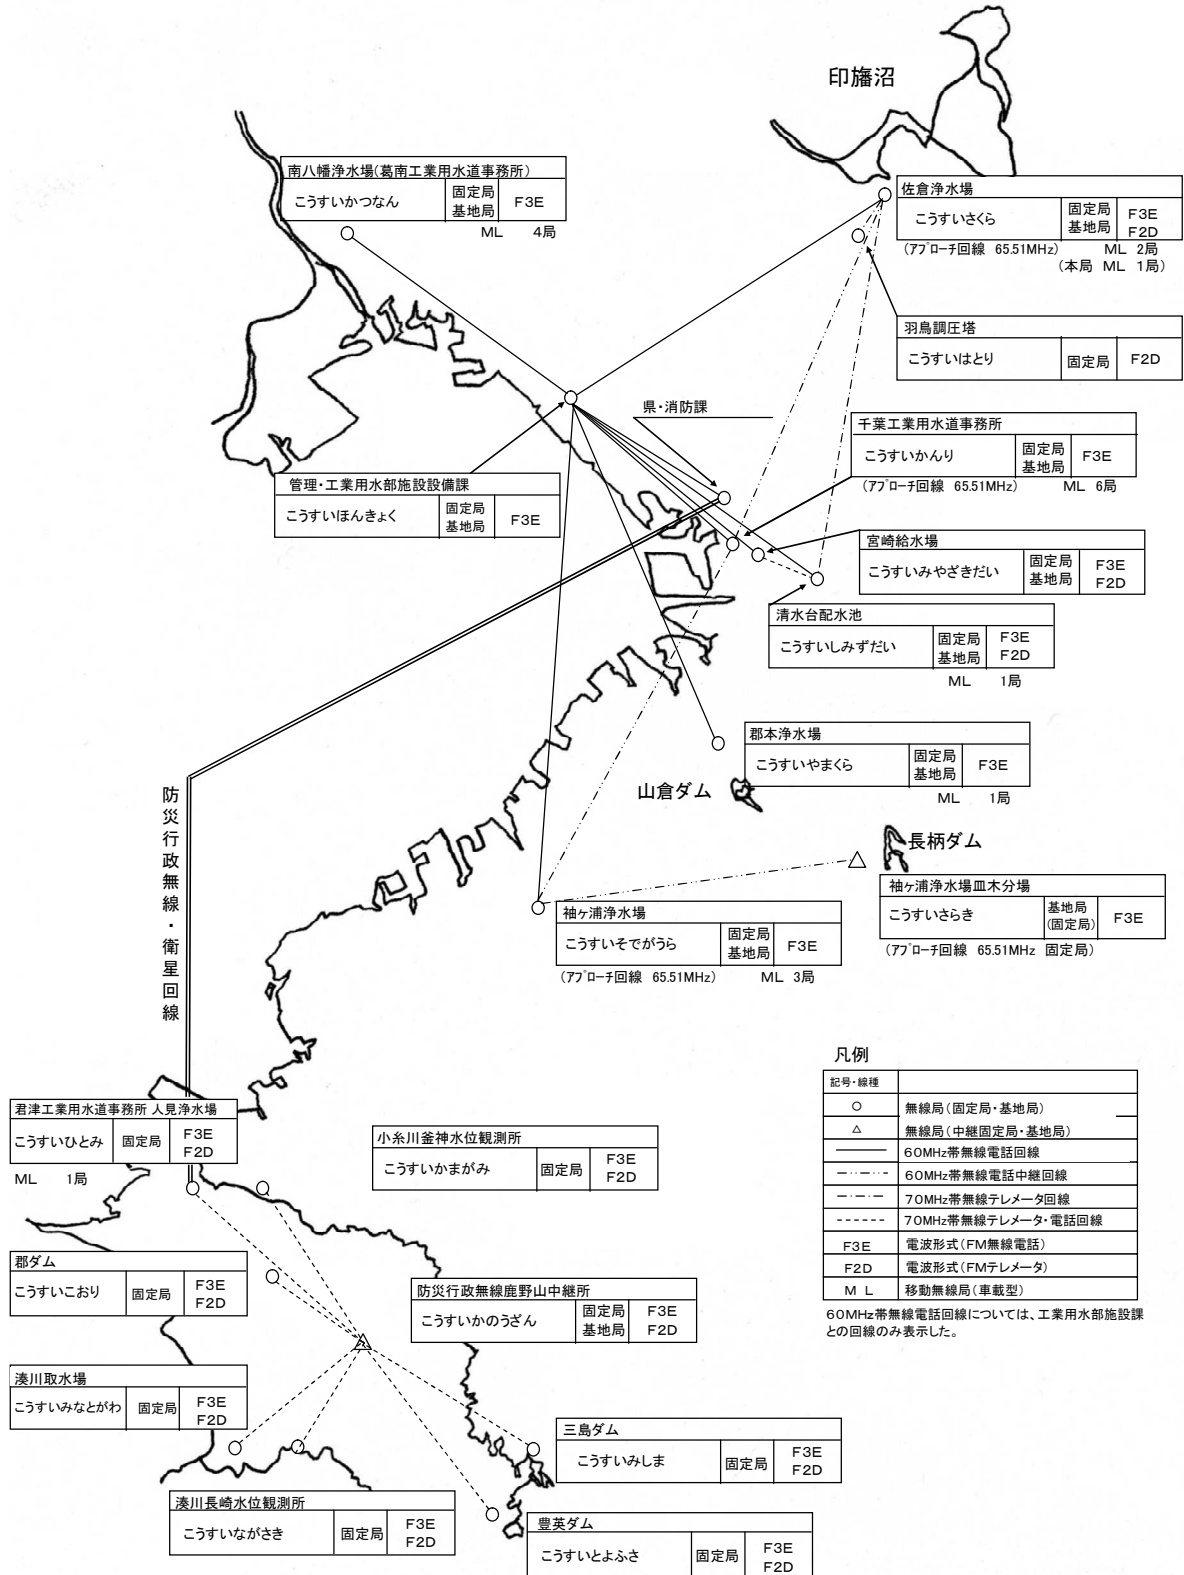 印旛沼
南八幡浄水場(葛南工業用水道事務所)
こうすいかつなん
固定局
基地局
F3E
ML 4局
佐倉浄水場
こうすいさくら
固定局
基地局
F3E
F2D
(アプローチ回線 65.51MHz) ML 2局
(本局 ML 1局)
羽鳥調圧塔
こうすいはとり
固定局
F2D
県・消防課
千葉工業用水道事務所
こうすいかんり
固定局
基地局
F3E
(アプローチ回線 65.51MHz) ML 6局
管理・工業用水部施設設備課
こうすいほんきょく
固定局
基地局
F3E
宮崎給水場
こうすいみやざきだい
固定局
基地局
F3E
F2D
清水台配水池
こうすいしみずだい
固定局
基地局
F3E
F2D
ML 1局
郡本浄水場
こうすいやまくら
固定局
基地局
F3E
ML 1局
山倉ダム
防災行政無線・衛星回線
長柄ダム
袖ヶ浦浄水場皿木分場
こうすいさらき
基地局
(固定局)
F3E
(アプローチ回線 65.51MHz 固定局)
袖ヶ浦浄水場
こうすいそでがうら
固定局
基地局
F3E
(アプローチ回線 65.51MHz) ML 3局
凡例
記号・線種
○ 無線局(固定局・基地局)
△ 無線局(中継固定局・基地局)
60MHz帯無線電話回線
60MHz帯無線電話中継回線
70MHz帯無線テレメータ回線
70MHz帯無線テレメータ・電話回線
F3E 電波形式(FM無線電話)
F2D 電波形式(FMテレメータ)
ML 移動無線局(車載型)
60MHz帯無線電話回線については、工業用水部施設課
との回線のみ表示した。
君津工業用水道事務所 人見浄水場
こうすいひとみ
固定局
F3E
F2D
ML 1局
小糸川釜神水位観測所
こうすいかまがみ
固定局
F3E
F2D
郡ダム
こうすいこおり
固定局
F3E
F2D
防災行政無線鹿野山中継所
こうすいかのうざん
固定局
基地局
F3E
F2D
湊川取水場
こうすいみなとがわ
固定局
F3E
F2D
三島ダム
こうすいみしま
固定局
F3E
F2D
湊川長崎水位観測所
こうすいながさき
固定局
F3E
F2D
豊英ダム
こうすいとよふさ
固定局
F3E
F2D